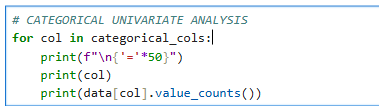 # CATEGORICAL UNIVARIATE ANALYSIS
for col in categorical_cols:
    print(f"\n{'='*50}")
    print(col)
    print(data[col].value_counts())